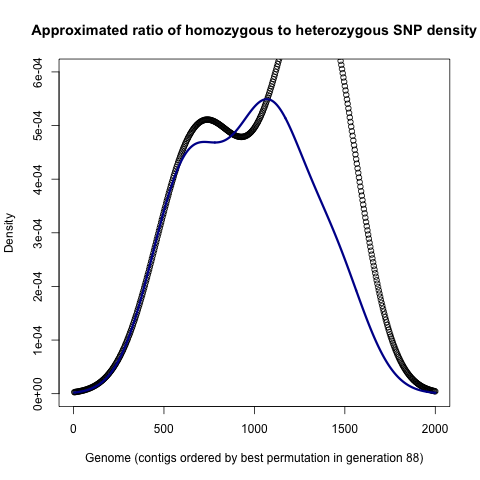 Approximated ratio of homozygous to heterozygous SNP density
6e-04
5e-04
4e-04
3e-04
2e-04
1e-04
0e+00
Density
0 500 1000 1500 2000
Genome (contigs ordered by best permutation in generation 88)